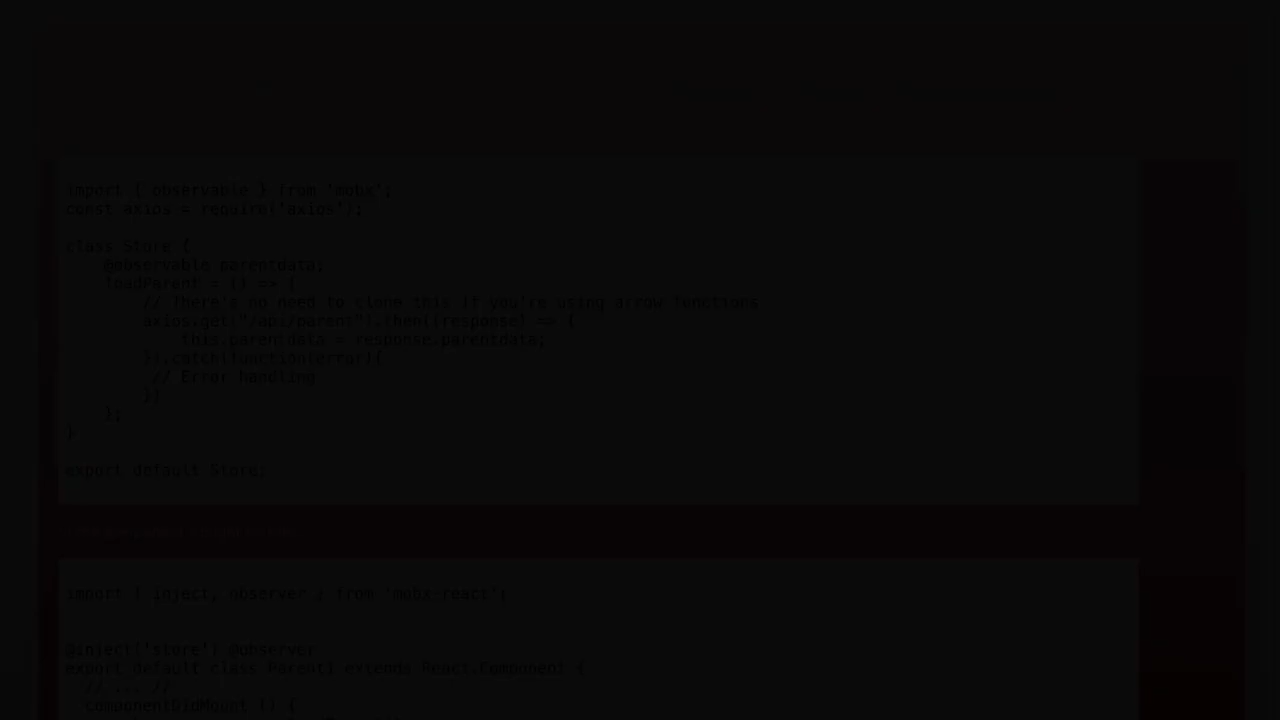 import { observable } from 'mobx';
const axios = require('axios');
class Store {
@observable parentdata;
loadParent = () => {
// There's no need to clone this if you're using arrow functions
axios.get("/api/parent").then((response) => {
this.parentdata = response.parentdata;
}).catch(function(error){
// Error handling
})
};
}
export default Store;
import { inject, observer } from 'mobx-react';
@inject('store') @observer
export default class Parent1 extends React.Component {
// ... //
componentDidMount () {